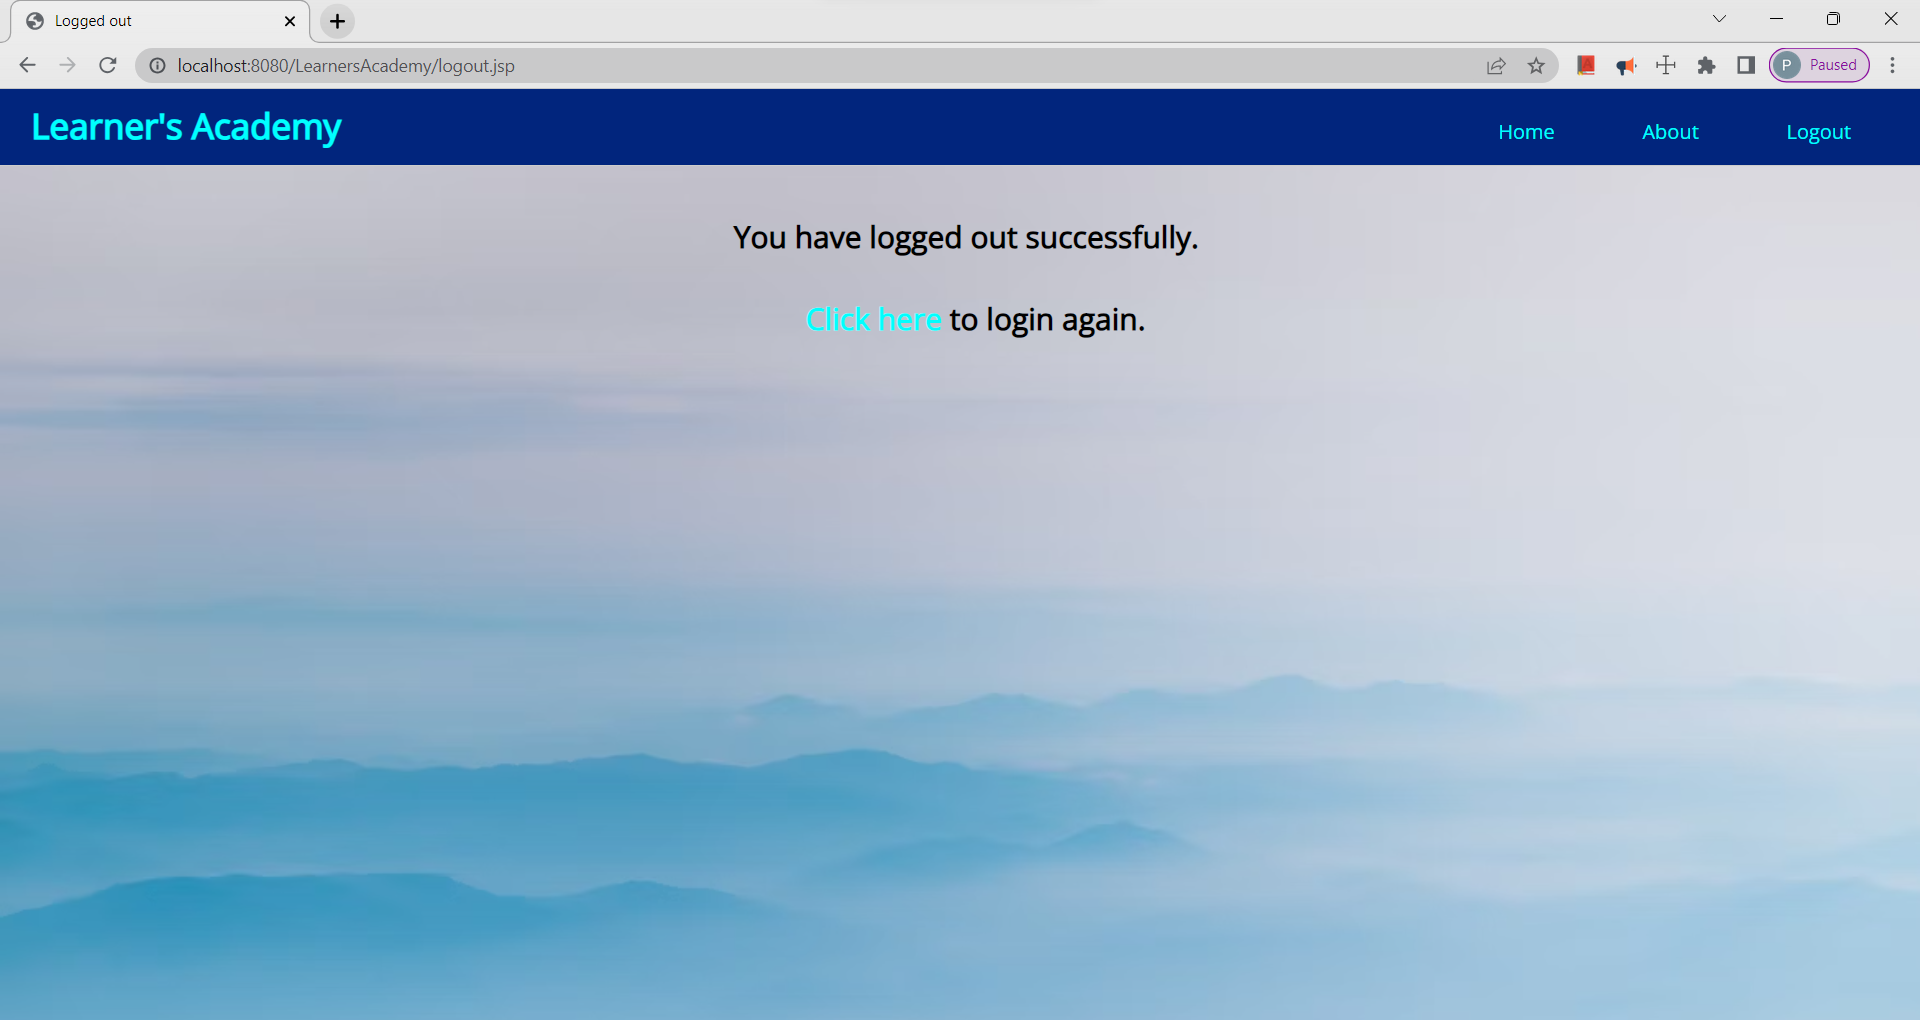 Logged out
localhost:8080/LearnersAcademy/logout.jsp
P Paused
Learner's Academy
Home About Logout
You have logged out successfully.
Click here to login again.